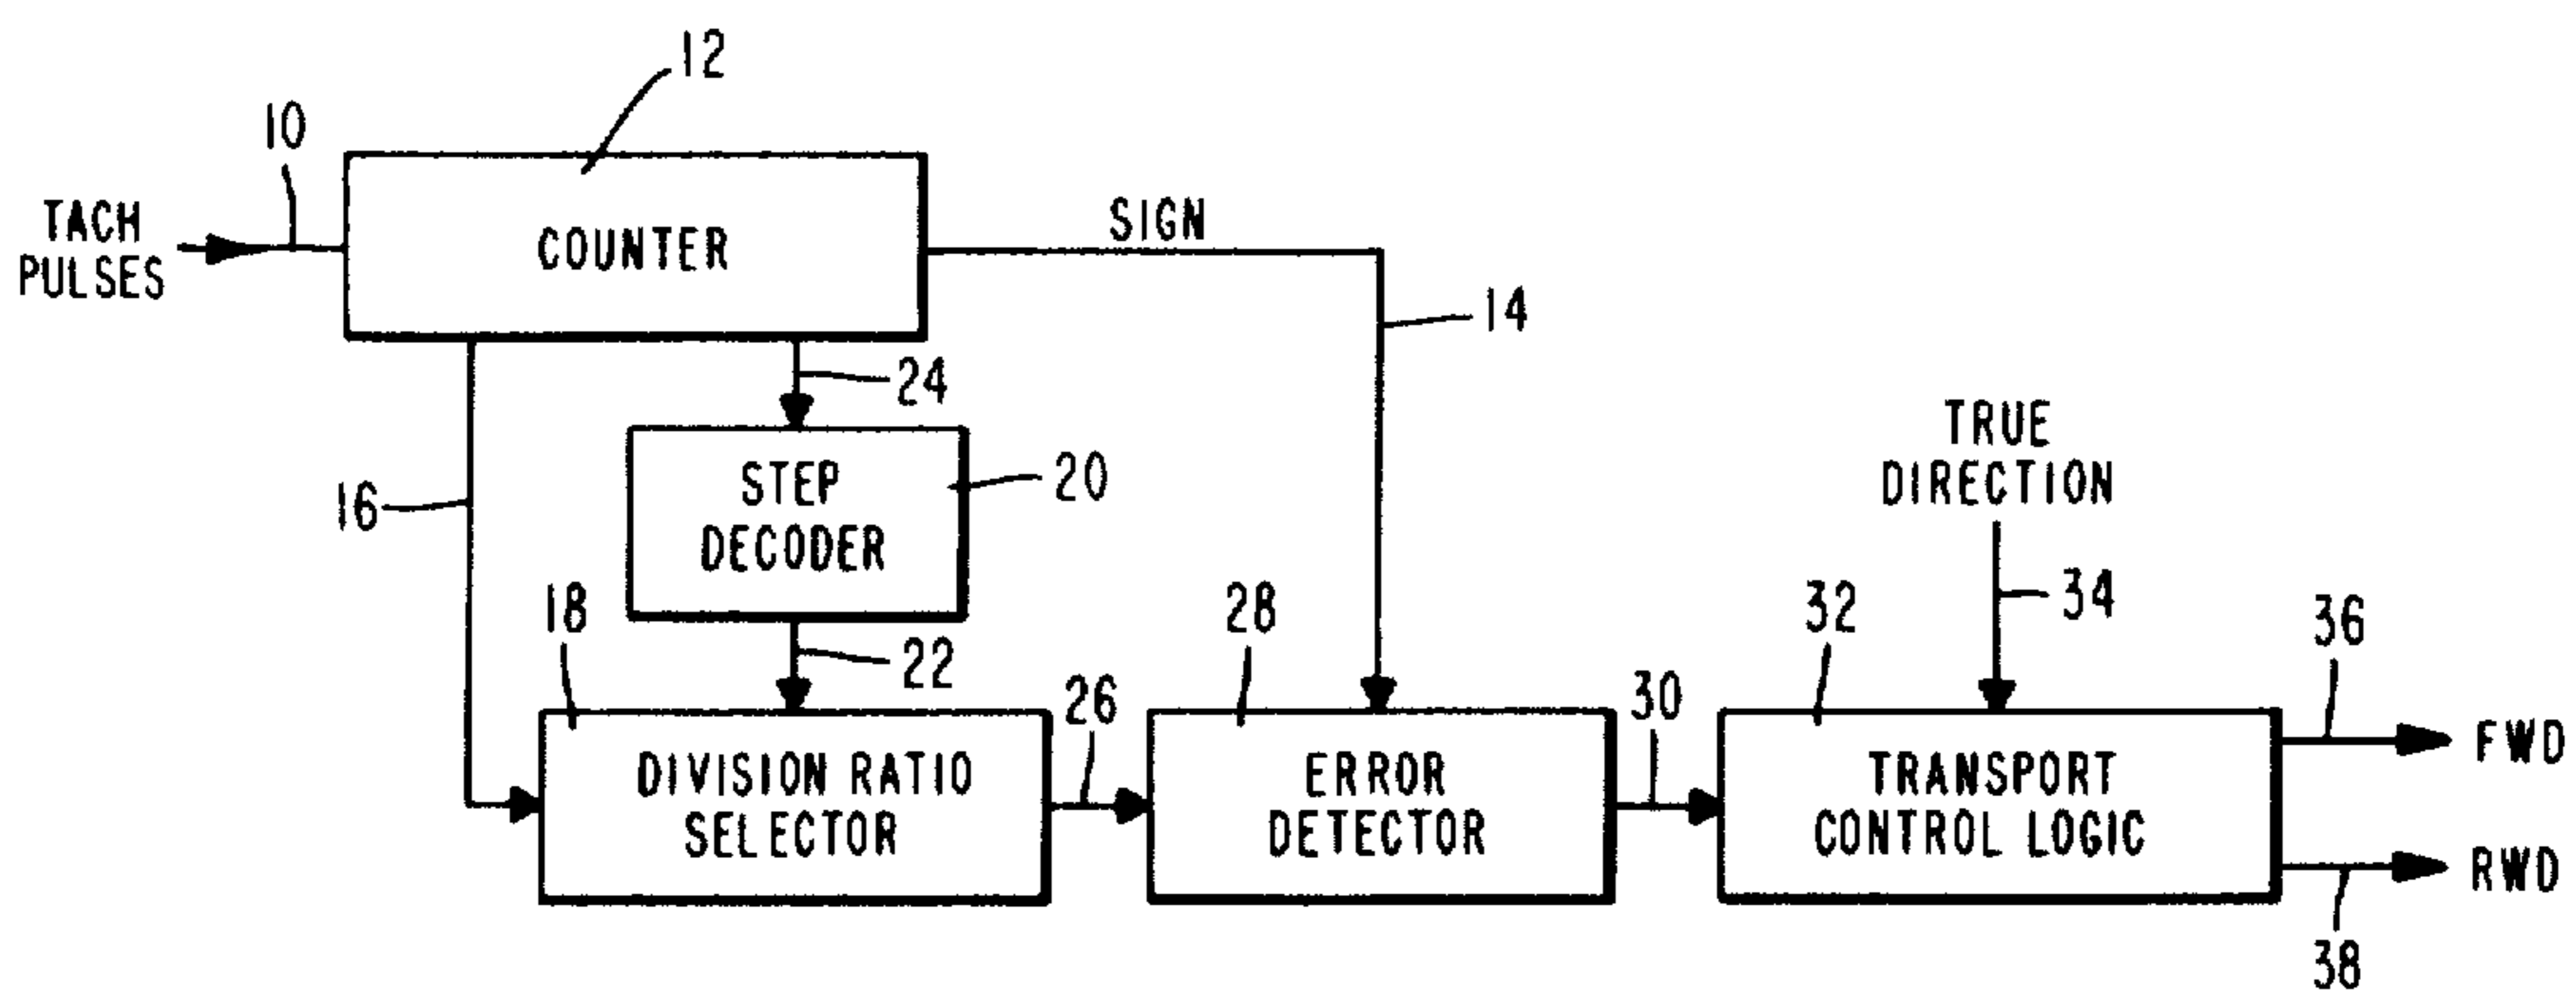 12
10
TACH
PULSES
COUNTER
SIGN
14
24
16
STEP
DECODER
20
TRUE
DIRECTION
34
18
22
26
28
30
32
36
FWD
DIVISION RATIO
SELECTOR
ERROR
DETECTOR
TRANSPORT
CONTROL LOGIC
RWD
38